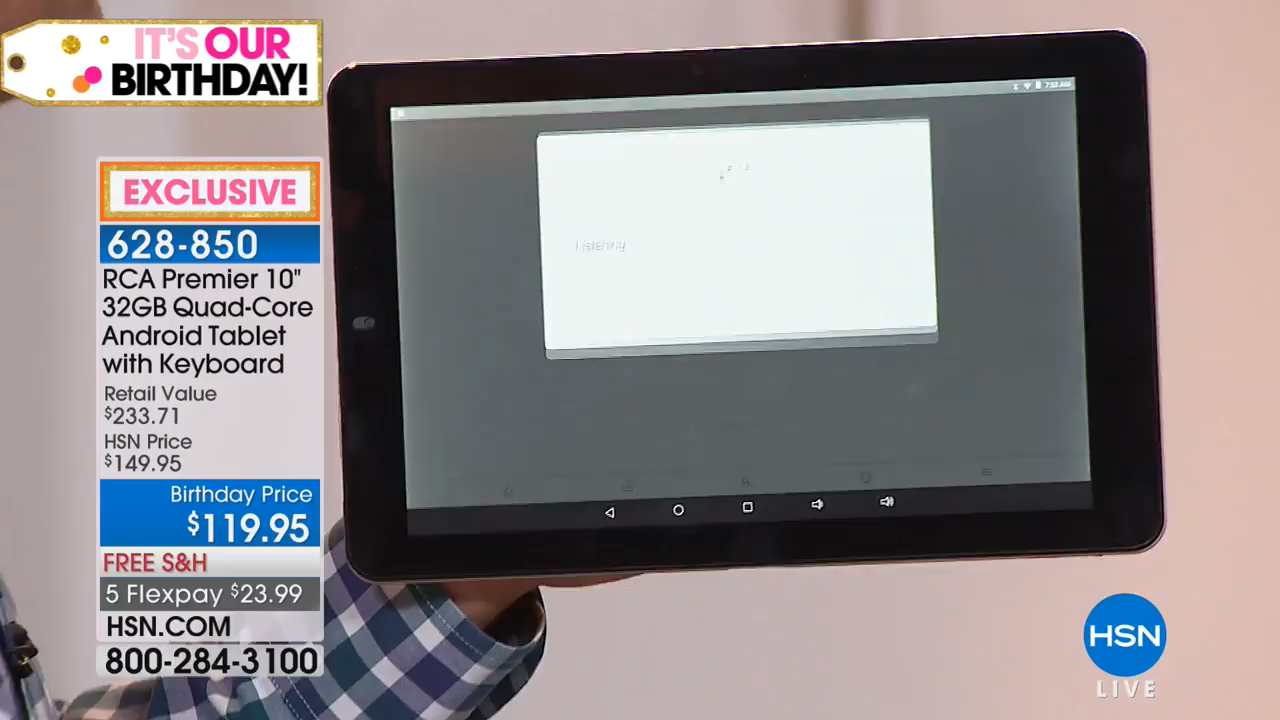 IT'S OUR
BIRTHDAY!
EXCLUSIVE
628-850
RCA Premier 10"
32GB Quad-Core
Android Tablet
with Keyboard
Retail Value
$233.71
HSN Price
$149.95
Birthday Price
$119.95
FREE S&H
5 Flexpay $23.99
HSN.COM
800-284-3100
Listening
HSN
LIVE